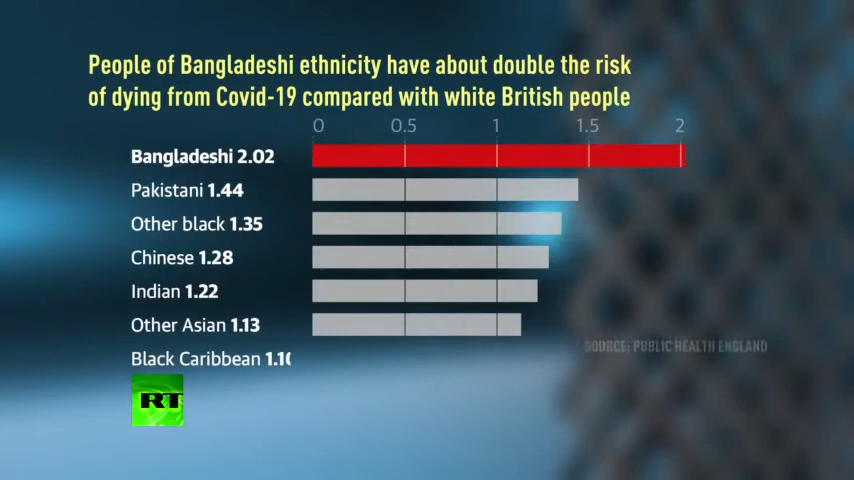 People of Bangladeshi ethnicity have about double the risk
of dying from Covid-19 compared with white British people
0 0.5 1 1.5 2
Bangladeshi 2.02
Pakistani 1.44
Other black 1.35
Chinese 1.28
Indian 1.22
Other Asian 1.13
SOURCE: PUBLIC HEALTH ENGLAND
Black Caribbean
RT